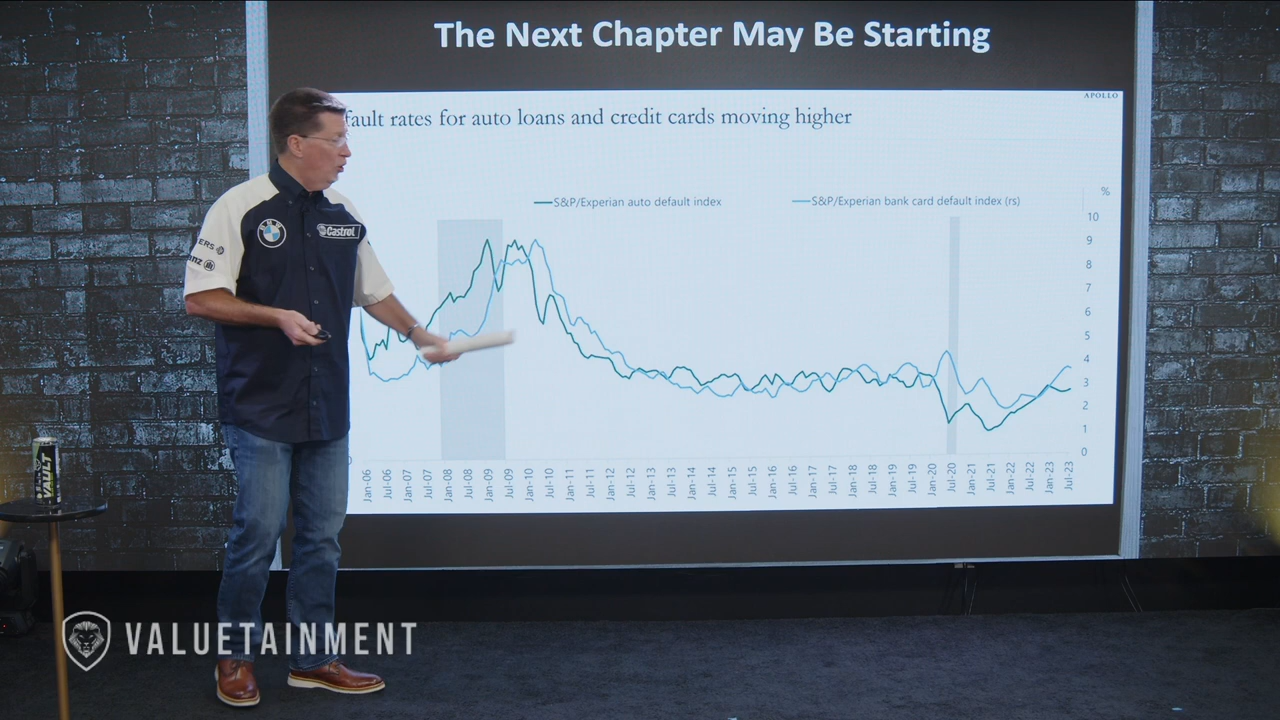 The Next Chapter May Be Starting
APOLLO
fault rates for auto loans and credit cards moving higher
S&P/Experian auto default index
S&P/Experian bank card default index (rs)
%
10
9
8
7
6
5
4
3
2
1
0
0
Jan-06
Jul-06
Jan-07
Jul-07
Jan-08
Jul-08
Jan-09
Jul-09
Jan-10
Jul-10
Jan-11
Jul-11
Jan-12
Jul-12
Jan-13
Jul-13
Jan-14
Jul-14
Jan-15
Jul-15
Jan-16
Jul-16
Jan-17
Jul-17
Jan-18
Jul-18
Jan-19
Jul-19
Jan-20
Jul-20
Jan-21
Jul-21
Jan-22
Jul-22
Jan-23
Jul-23
BMW
Castrol
ERS
nz
VAULT
VALUETAINMENT